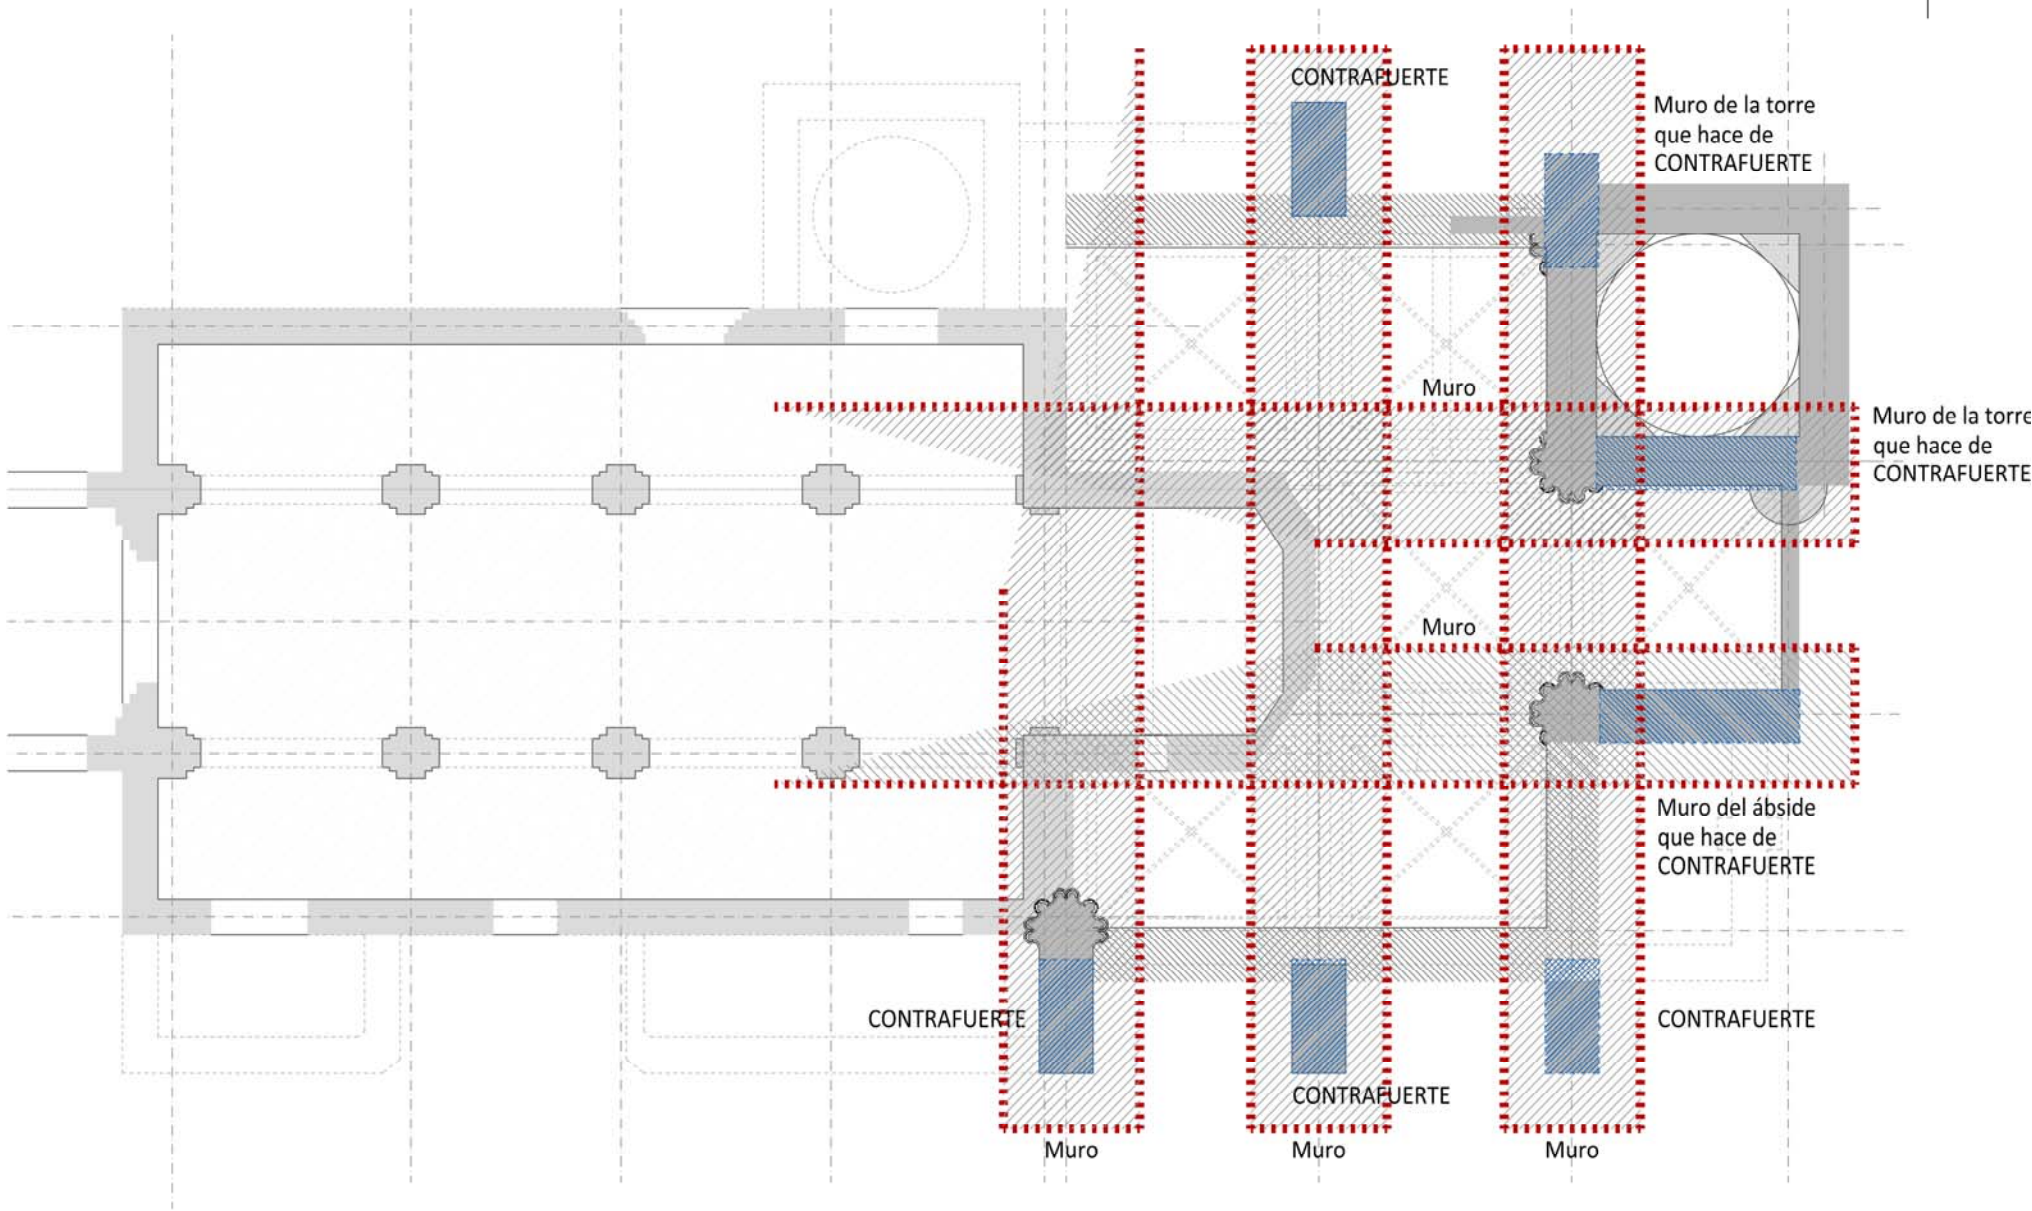 CONTRAFUERTE
Muro de la torre
que hace de
CONTRAFUERTE
Muro
Muro de la torre
que hace de
CONTRAFUERTE
Muro
Muro del ábside
que hace de
CONTRAFUERTE
CONTRAFUERTE
CONTRAFUERTE
CONTRAFUERTE
Muro
Muro
Muro